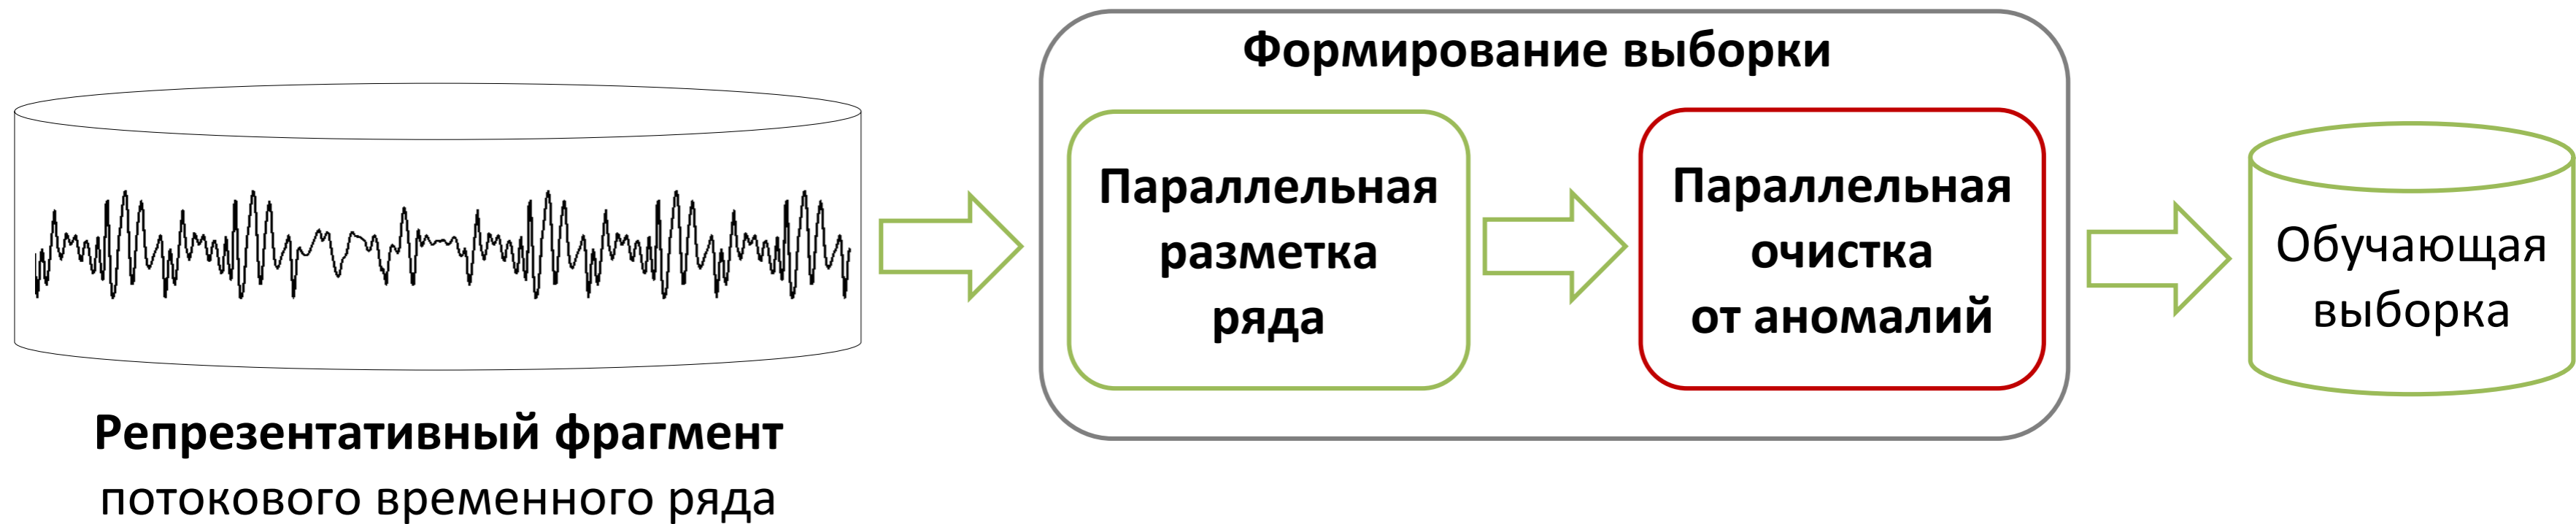 Репрезентативный фрагмент
потокового временного ряда
Формирование выборки
Параллельная
разметка
ряда
Параллельная
очистка
от аномалий
Обучающая
выборка